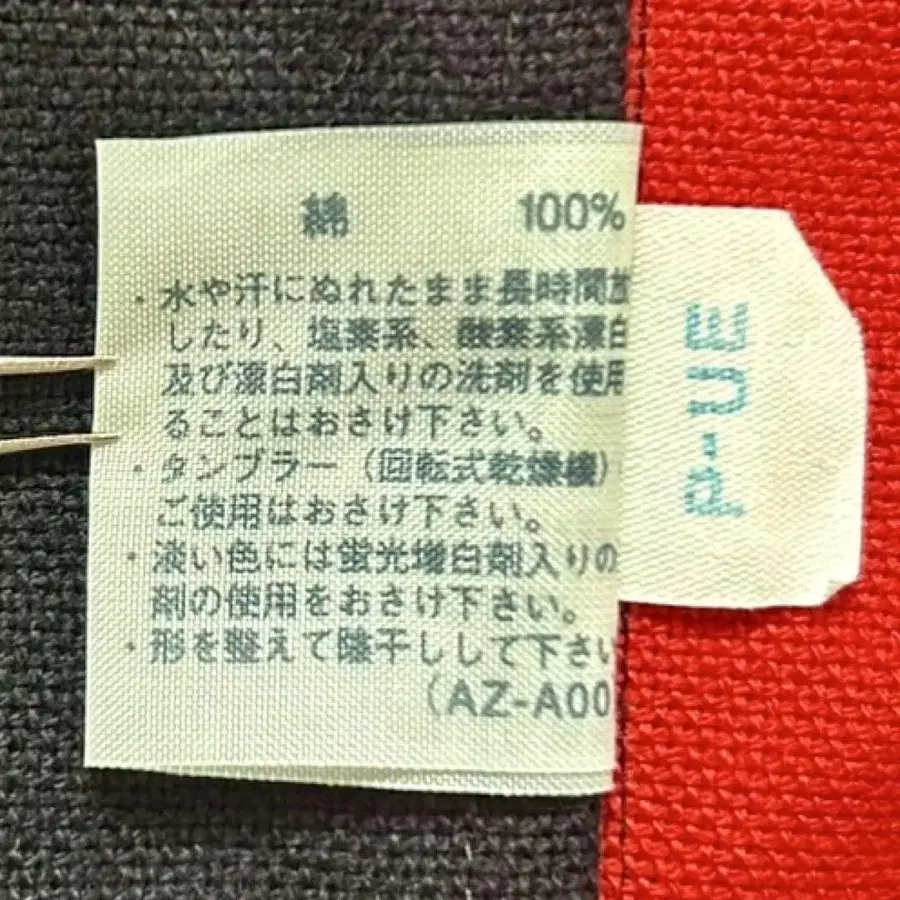 綿 100%
・水や汗にぬれたまま長時間放
したり、塩素系、酸素系漂白
及び漂白剤入りの洗剤を使用
ることはおさけ下さい。
・タンブラー（回転式乾燥機）
ご使用はおさけ下さい。
・淡い色には蛍光増白剤入りの
剤の使用をおさけ下さい。
・形を整えて陰干しして下さい
（AZ-A00
P-UE